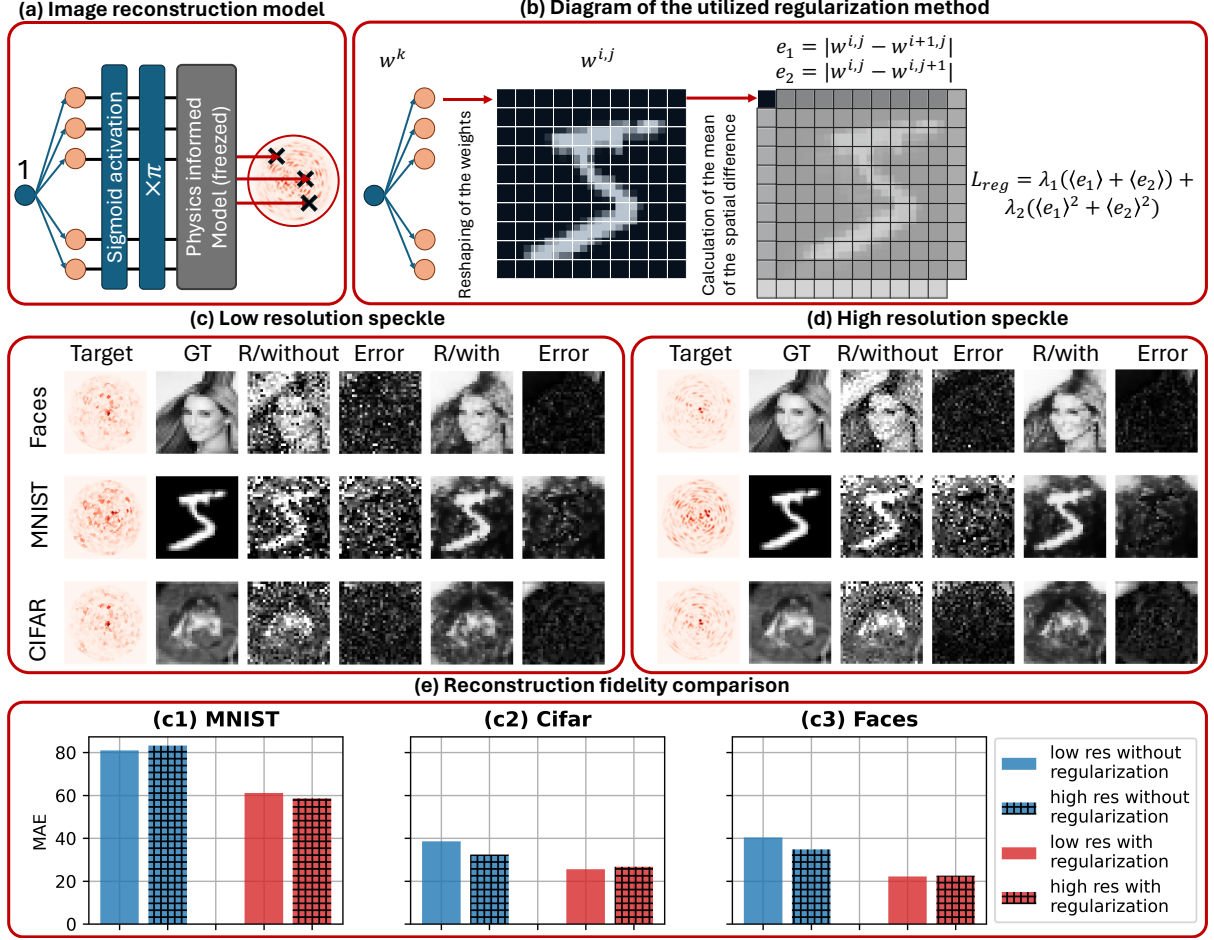 (a) Image reconstruction model
1
Sigmoid activation
×π
Physics informed
Model (freezed)
(b) Diagram of the utilized regularization method
w^k
Reshaping of the weights
w^{i,j}
Calculation of the mean
of the spatial difference
e_1 = |w^{i,j} − w^{i+1,j}|
e_2 = |w^{i,j} − w^{i,j+1}|
L_{reg} = λ_1(⟨e_1⟩ + ⟨e_2⟩) +
λ_2(⟨e_1⟩^2 + ⟨e_2⟩^2)
(c) Low resolution speckle
Target GT R/without Error R/with Error
Faces
MNIST
CIFAR
(d) High resolution speckle
Target GT R/without Error R/with Error
(e) Reconstruction fidelity comparison
(c1) MNIST
(c2) Cifar
(c3) Faces
MAE
80
60
40
20
0
low res without
regularization
high res without
regularization
low res with
regularization
high res with
regularization